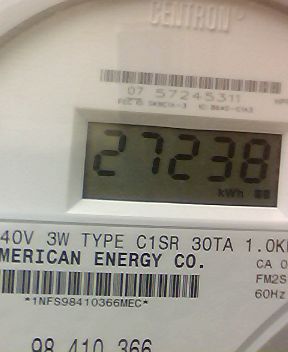 CENTRON®
07 57245311
27238
kWh
40V 3W TYPE C1SR 30TA 1.0K
MERICAN ENERGY CO.
CA 0
FM2S
60Hz
*1NFS98410366MEC*
98 410 366